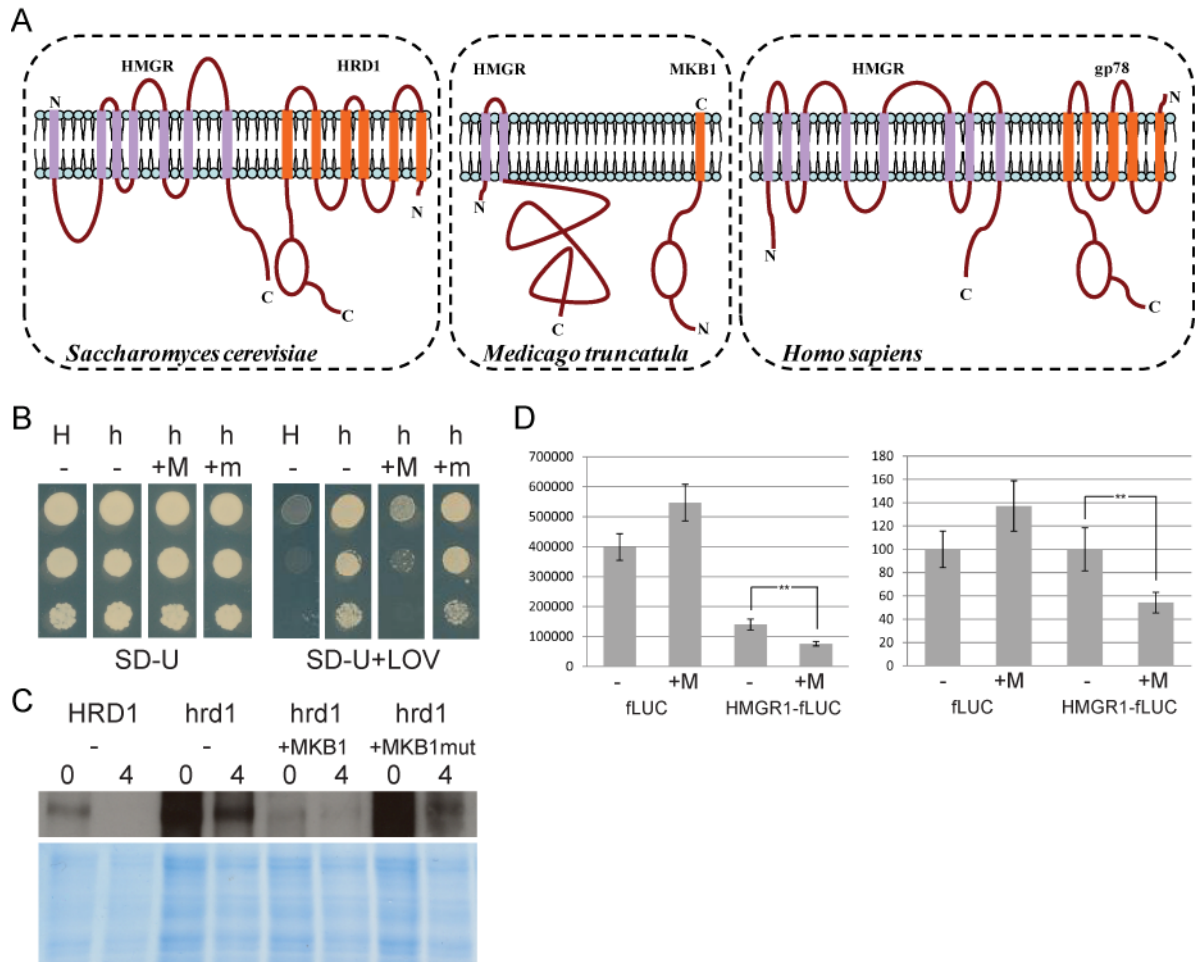 A
HMGR HRD1
N
N
C
C
Saccharomyces cerevisiae
HMGR MKB1
C
N
C
N
Medicago truncatula
HMGR gp78
N
N
C
C
Homo sapiens
B
H h h h
- - +M +m
SD-U
H h h h
- - +M +m
SD-U+LOV
C
HRD1 hrd1 hrd1 hrd1
- - +MKB1 +MKB1mut
0 4 0 4 0 4 0 4
D
700000
600000
500000
400000
300000
200000
100000
0
**
- +M - +M
fLUC HMGR1-fLUC
180
160
140
120
100
80
60
40
20
0
**
- +M - +M
fLUC HMGR1-fLUC